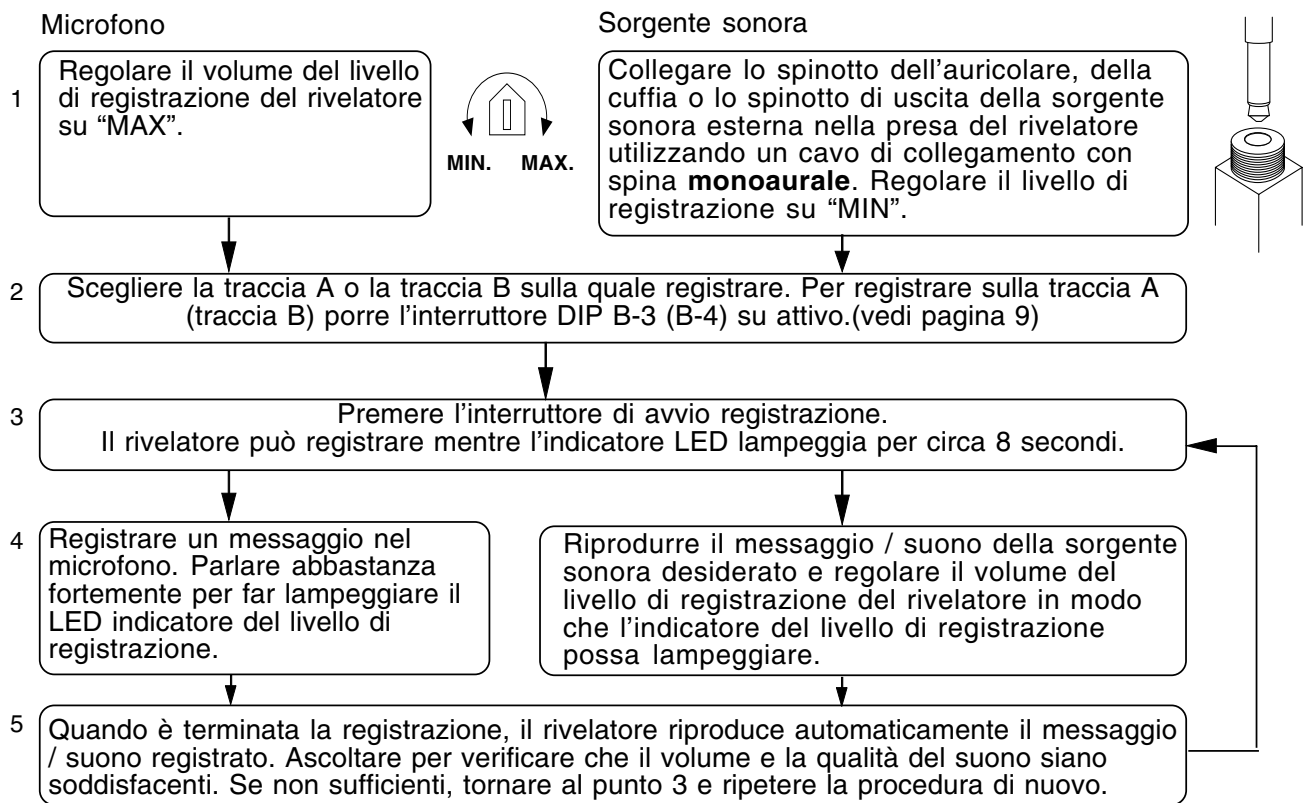 Microfono
1
Regolare il volume del livello
di registrazione del rivelatore
su “MAX”.
MIN. MAX.
Sorgente sonora
Collegare lo spinotto dell’auricolare, della
cuffia o lo spinotto di uscita della sorgente
sonora esterna nella presa del rivelatore
utilizzando un cavo di collegamento con
spina monoaurale. Regolare il livello di
registrazione su “MIN”.
2
Scegliere la traccia A o la traccia B sulla quale registrare. Per registrare sulla traccia A
(traccia B) porre l’interruttore DIP B-3 (B-4) su attivo.(vedi pagina 9)
3
Premere l’interruttore di avvio registrazione.
Il rivelatore può registrare mentre l’indicatore LED lampeggia per circa 8 secondi.
4
Registrare un messaggio nel
microfono. Parlare abbastanza
fortemente per far lampeggiare il
LED indicatore del livello di
registrazione.
Riprodurre il messaggio / suono della sorgente
sonora desiderato e regolare il volume del
livello di registrazione del rivelatore in modo
che l’indicatore del livello di registrazione
possa lampeggiare.
5
Quando è terminata la registrazione, il rivelatore riproduce automaticamente il messaggio
/ suono registrato. Ascoltare per verificare che il volume e la qualità del suono siano
soddisfacenti. Se non sufficienti, tornare al punto 3 e ripetere la procedura di nuovo.